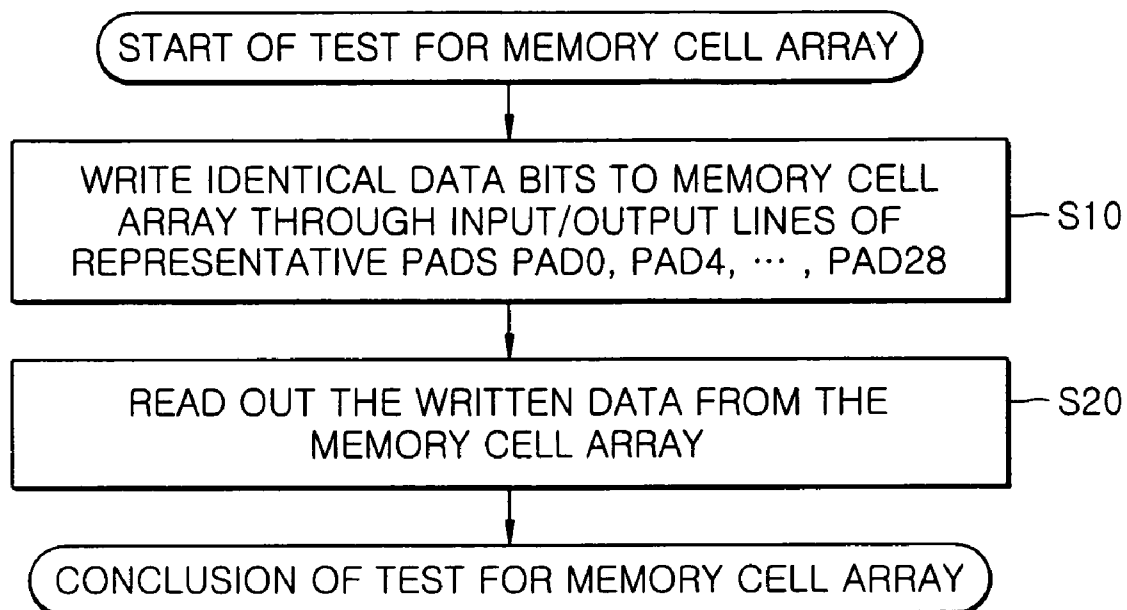 START OF TEST FOR MEMORY CELL ARRAY
WRITE IDENTICAL DATA BITS TO MEMORY CELL
ARRAY THROUGH INPUT/OUTPUT LINES OF
REPRESENTATIVE PADS PAD0, PAD4, ··· , PAD28
S10
READ OUT THE WRITTEN DATA FROM THE
MEMORY CELL ARRAY
S20
CONCLUSION OF TEST FOR MEMORY CELL ARRAY